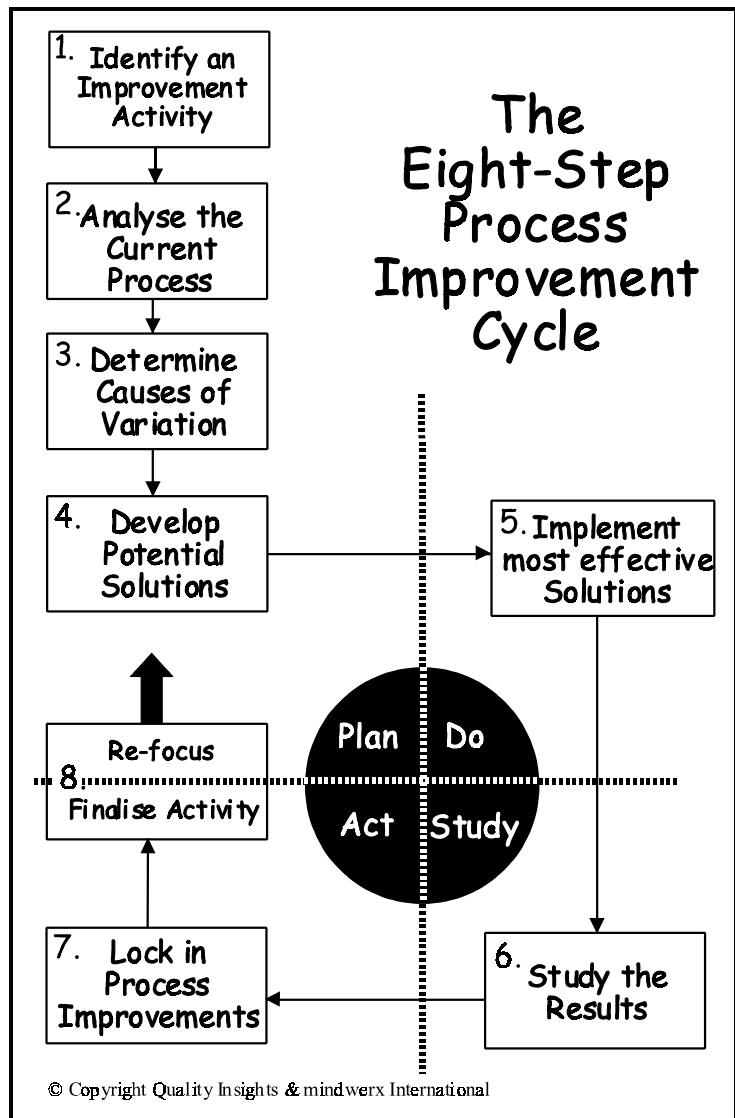 The
Eight-Step
Process
Improvement
Cycle
1. Identify an
Improvement
Activity
2. Analyse the
Current
Process
3. Determine
Causes of
Variation
4. Develop
Potential
Solutions
5. Implement
most effective
Solutions
Plan
Do
Act
Study
6. Study the
Results
7. Lock in
Process
Improvements
Re-focus
8.
Finalise Activity
© Copyright Quality Insights & mindwerx International